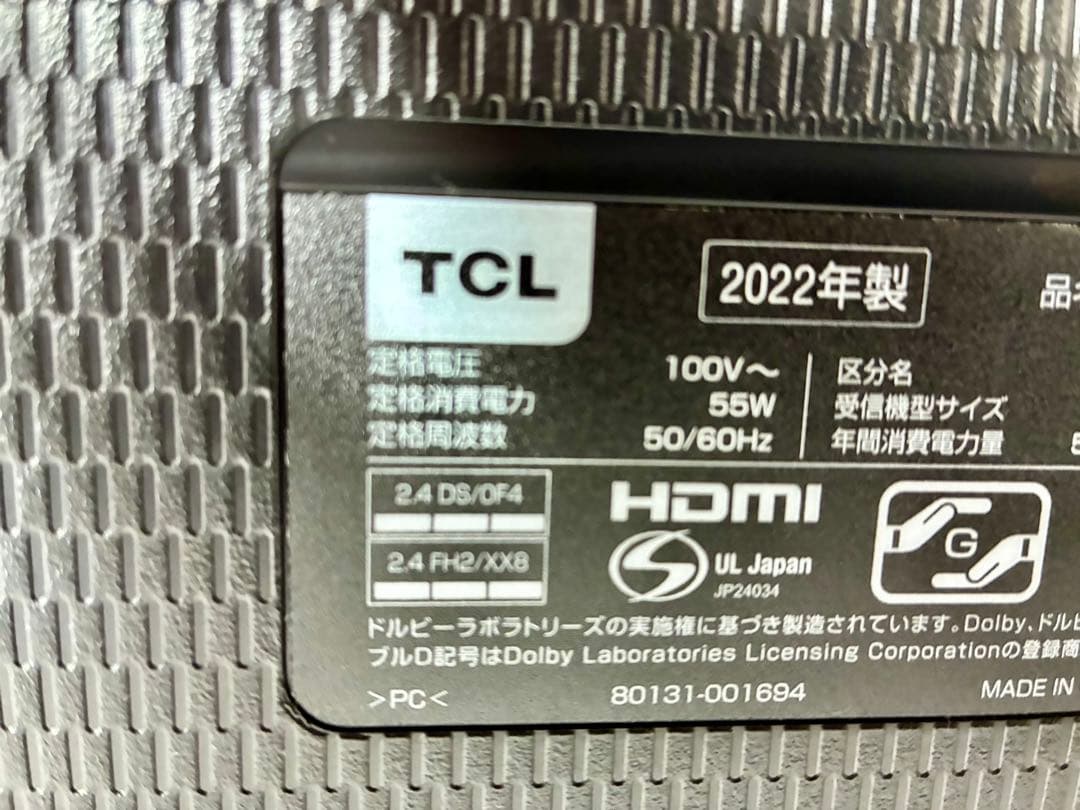 TCL
2022年製
品
定格電圧 100V～
定格消費電力 55W
定格周波数 50/60Hz
区分名
受信機型サイズ
年間消費電力量
2.4 DS/OF4
2.4 FH2/XX8
HDMI
UL Japan
JP24034
G
ドルビーラボラトリーズの実施権に基づき製造されています。Dolby、ドルビ
ブルD記号はDolby Laboratories Licensing Corporationの登録商
>PC< 80131-001694 MADE IN